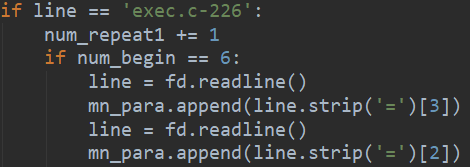 if line == 'exec.c-226':
    num_repeat1 += 1
    if num_begin == 6:
        line = fd.readline()
        mn_para.append(line.strip('=')[3])
        line = fd.readline()
        mn_para.append(line.strip('=')[2])